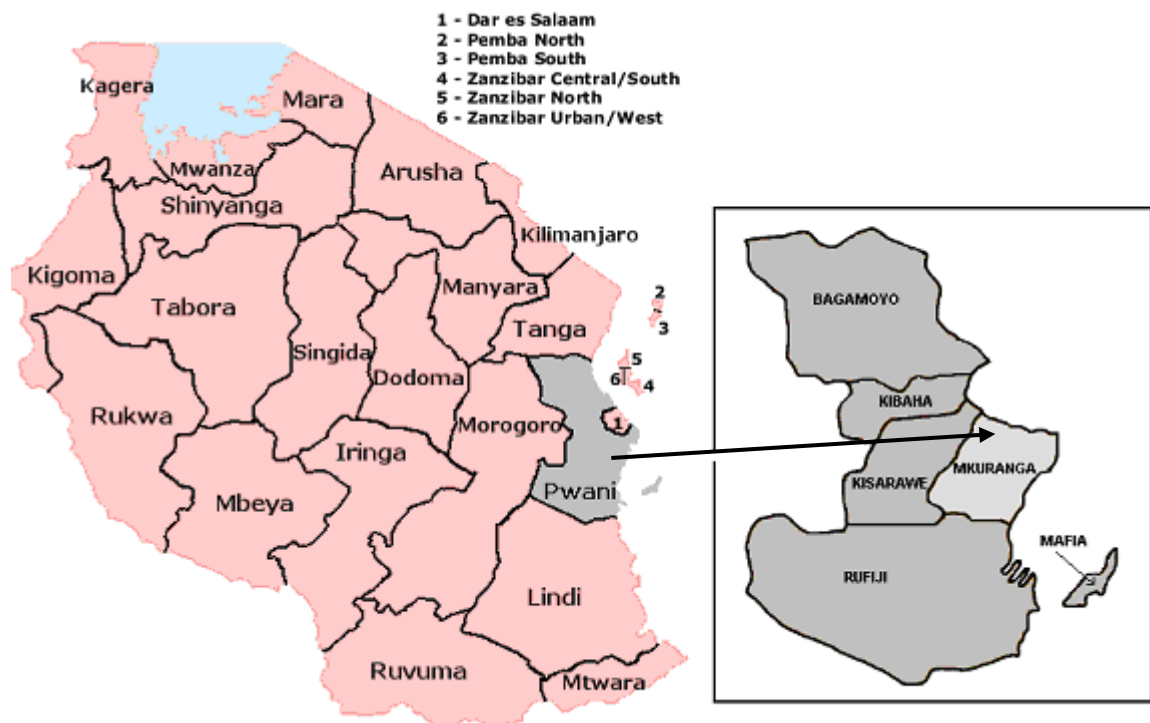 1 - Dar es Salaam
2 - Pemba North
3 - Pemba South
4 - Zanzibar Central/South
5 - Zanzibar North
6 - Zanzibar Urban/West
Kagera
Mara
Mwanza
Arusha
Shinyanga
Kilimanjaro
Kigoma
Manyara
Tabora
2
3
Tanga
Singida
5
6
4
Dodoma
Rukwa
Morogoro
1
Iringa
Mbeya
Pwani
Lindi
Ruvuma
Mtwara
BAGAMOYO
KIBAHA
MKURANGA
KISARAWE
MAFIA
RUFIJI